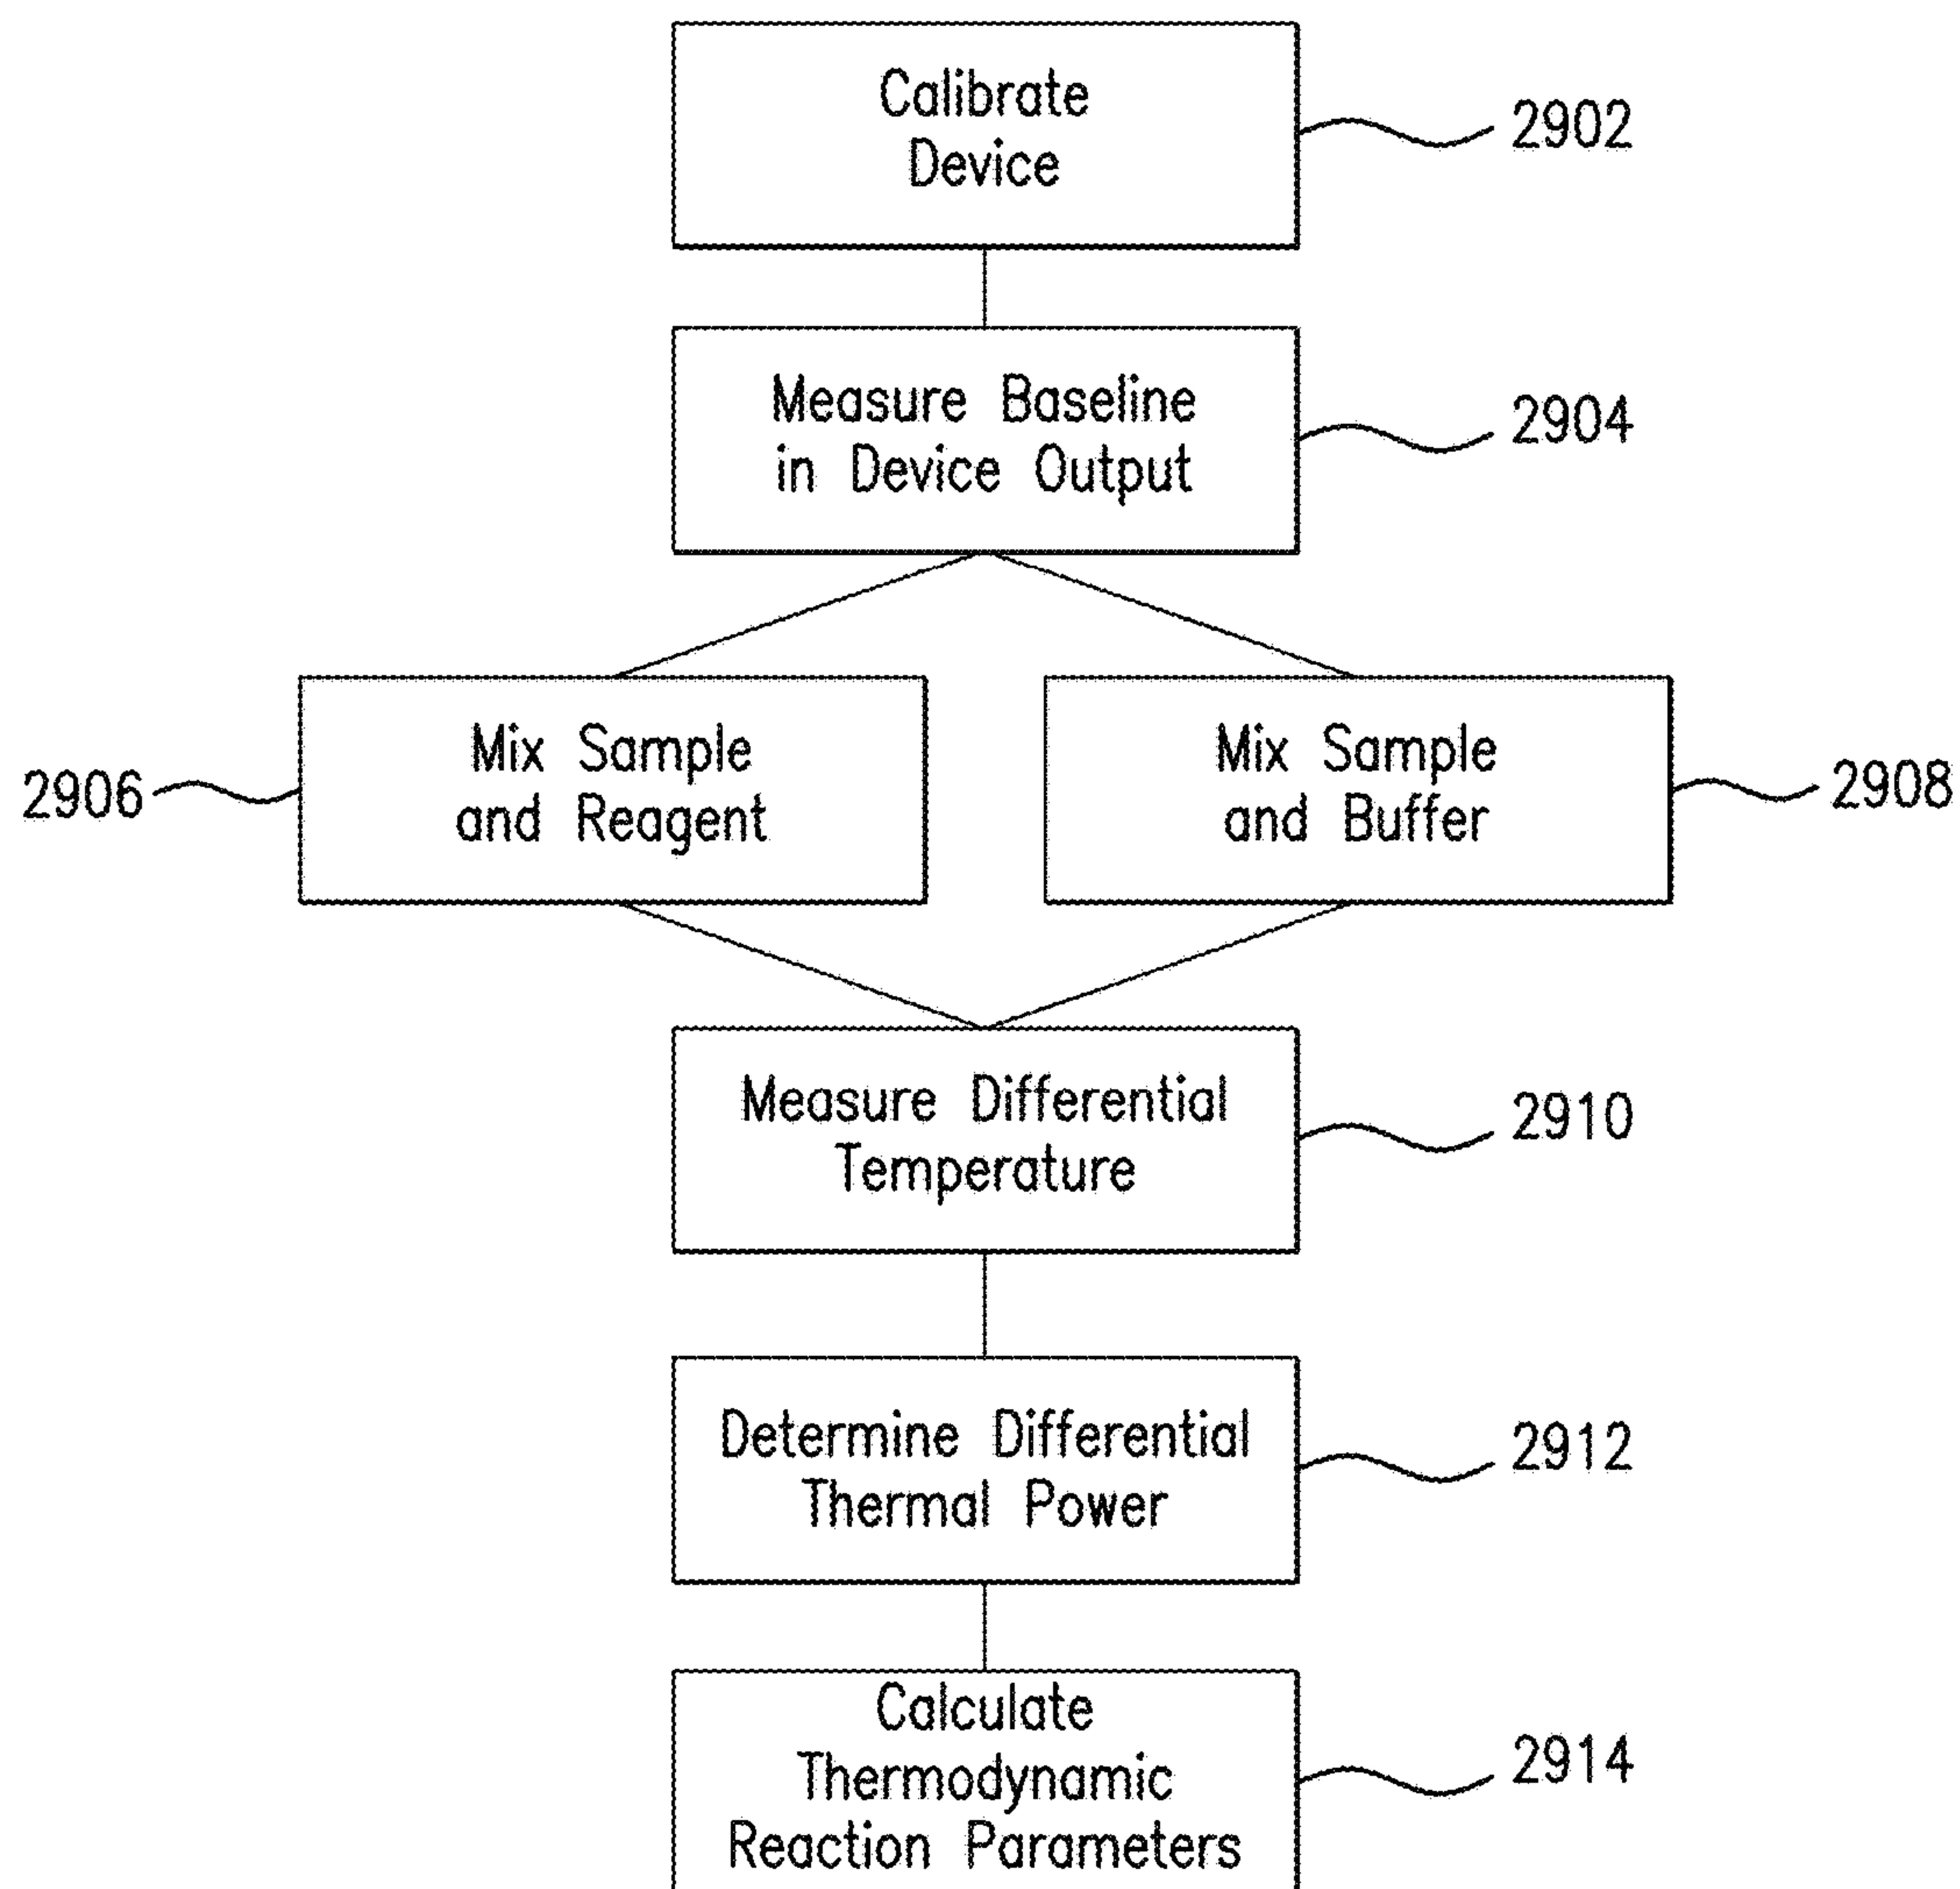 Calibrate
Device
2902
Measure Baseline
in Device Output
2904
2906
Mix Sample
and Reagent
Mix Sample
and Buffer
2908
Measure Differential
Temperature
2910
Determine Differential
Thermal Power
2912
Calculate
Thermodynamic
Reaction Parameters
2914